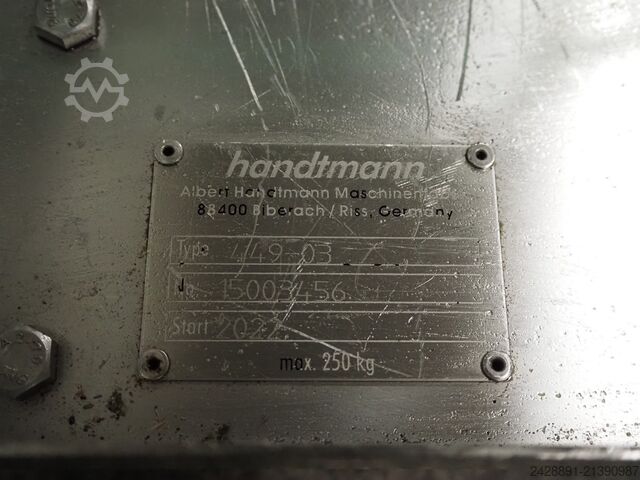 handtmann
Albert Handtmann Maschinenfabrik
88400 Biberach/Riss, Germany
Type 449-03
No. 15003456
Start 2022
max. 250 kg
2428891-21390987